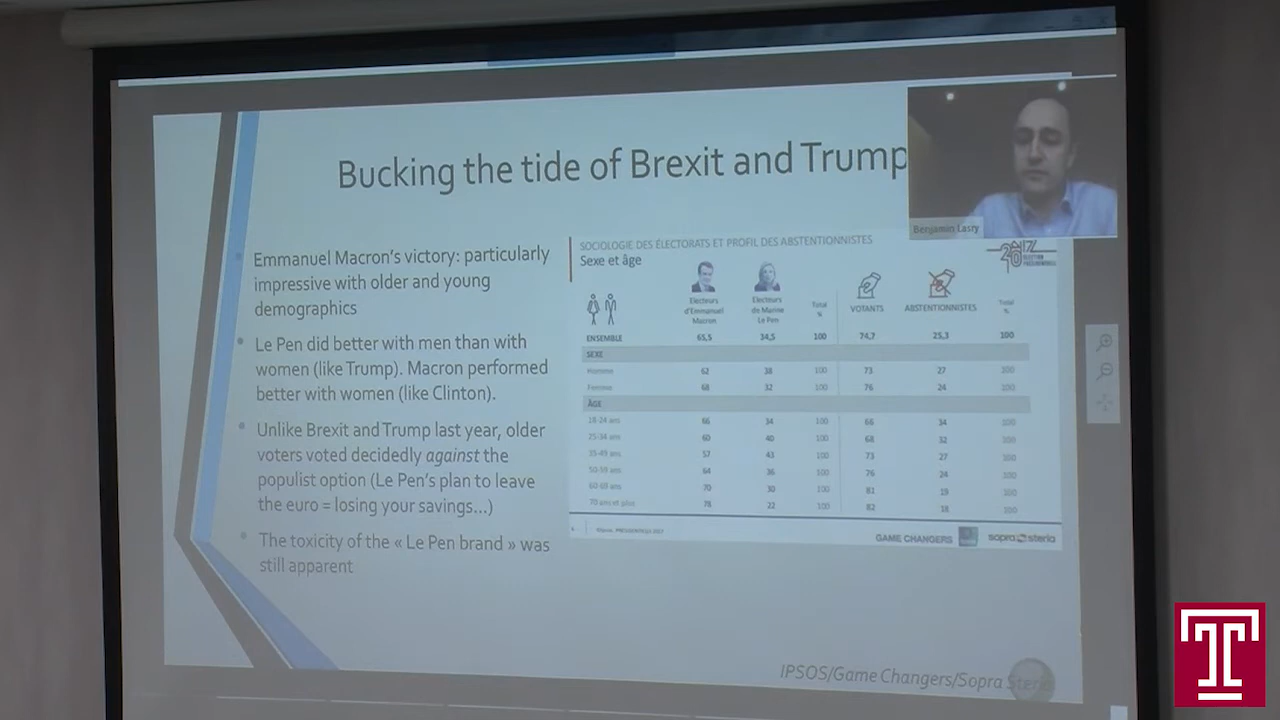 Bucking the tide of Brexit and Trump
Benjamin Lasty
Emmanuel Macron's victory: particularly
impressive with older and young
demographics
Le Pen did better with men than with
women (like Trump). Macron performed
better with women (like Clinton).
Unlike Brexit and Trump last year, older
voters voted decidedly against the
populist option (Le Pen's plan to leave
the euro = losing your savings...)
The toxicity of the « Le Pen brand » was
still apparent
SOCIOLOGIE DES ÉLECTORATS ET PROFIL DES ABSTENTIONNISTES
Sexe et âge
2017
Electeurs d'Emmanuel Macron
Electeurs de Marine Le Pen
Total %
VOTANTS
ABSTENTIONNISTES
Total %
ENSEMBLE 65,5 34,5 100 74,7 25,3 100
SEXE
Homme 62 38 100 73 27 100
Femme 68 32 100 76 24 100
ÂGE
18-24 ans 66 34 100 66 34 100
25-34 ans 60 40 100 68 32 100
35-49 ans 57 43 100 73 27 100
50-59 ans 64 36 100 76 24 100
60-69 ans 70 30 100 81 19 100
70 ans et plus 78 22 100 82 18 100
GAME CHANGERS
sopra steria
IPSOS/Game Changers/Sopra Steria
T